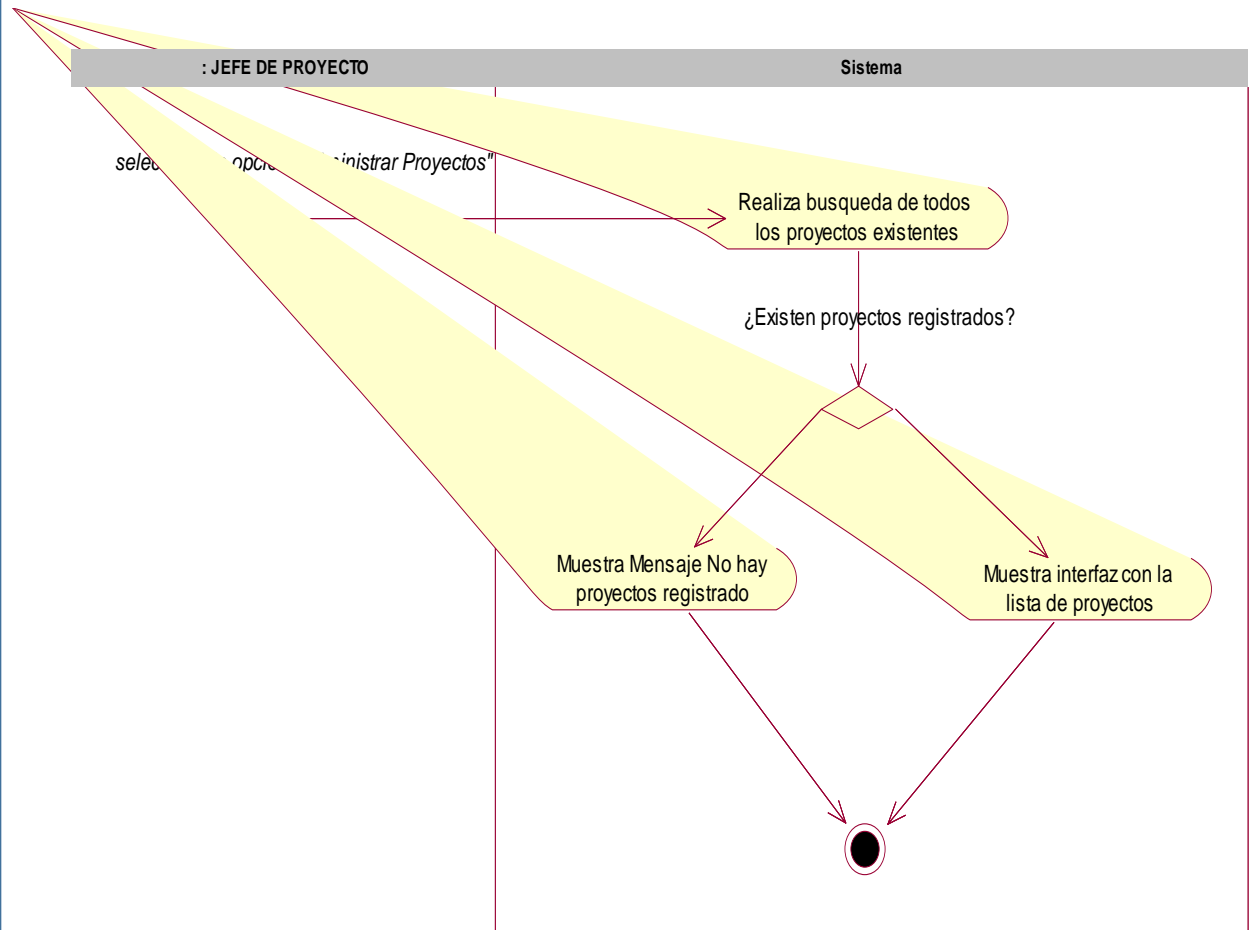 : JEFE DE PROYECTO
Sistema
Proyectos"
Realiza busqueda de todos
los proyectos existentes
¿Existen proyectos registrados?
Muestra Mensaje No hay
proyectos registrado
Muestra interfaz con la
lista de proyectos